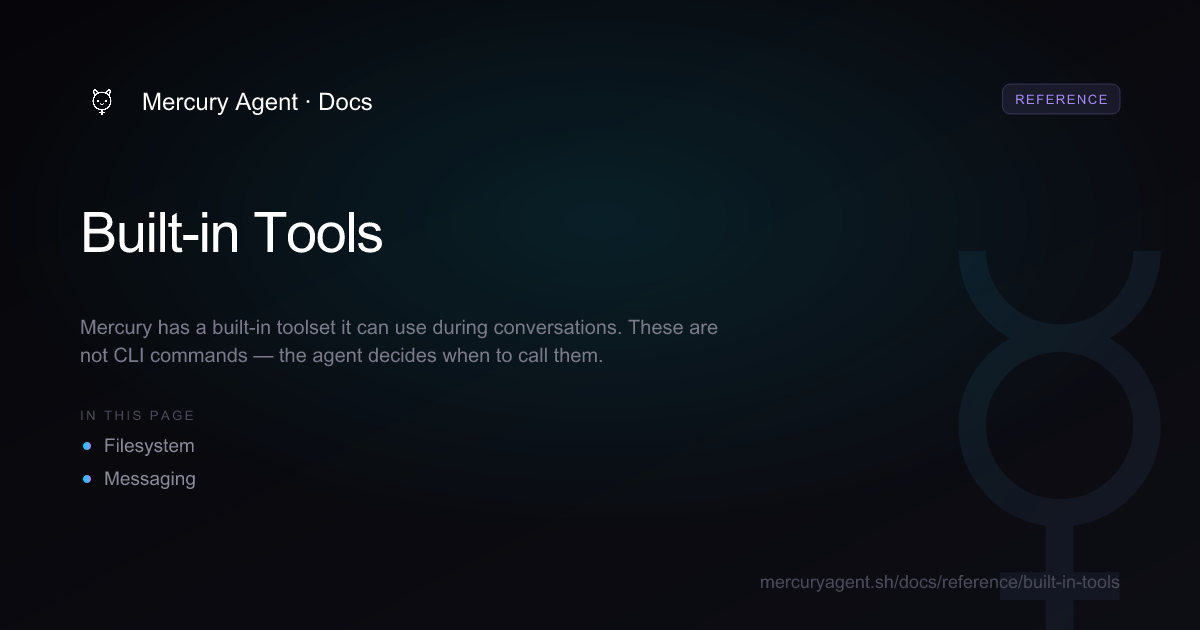 Mercury Agent · Docs
REFERENCE
Built-in Tools
Mercury has a built-in toolset it can use during conversations. These are
not CLI commands — the agent decides when to call them.
IN THIS PAGE
Filesystem
Messaging
mercuryagent.sh/docs/reference/built-in-tools